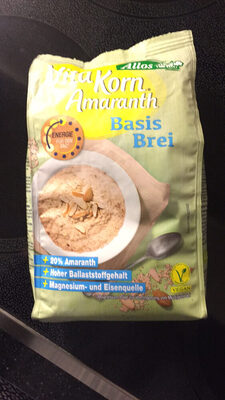 Allos
Vita Korn
Amaranth
Basis
Brei
ENERGIE
+ 20% Amaranth
+ Hoher Ballaststoffgehalt
+ Magnesium- und Eisenquelle
VEGAN